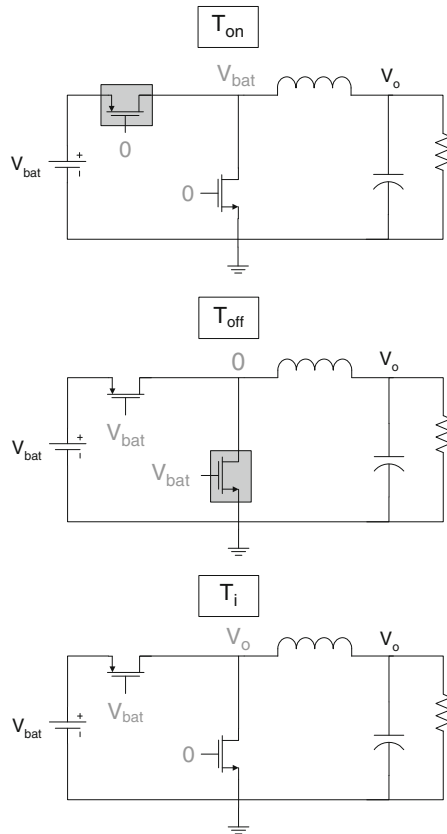 T_on
V_bat V_o
0
V_bat + -
0
T_off
0 V_o
V_bat + -
V_bat
V_bat
T_i
V_o V_o
V_bat + -
V_bat
0